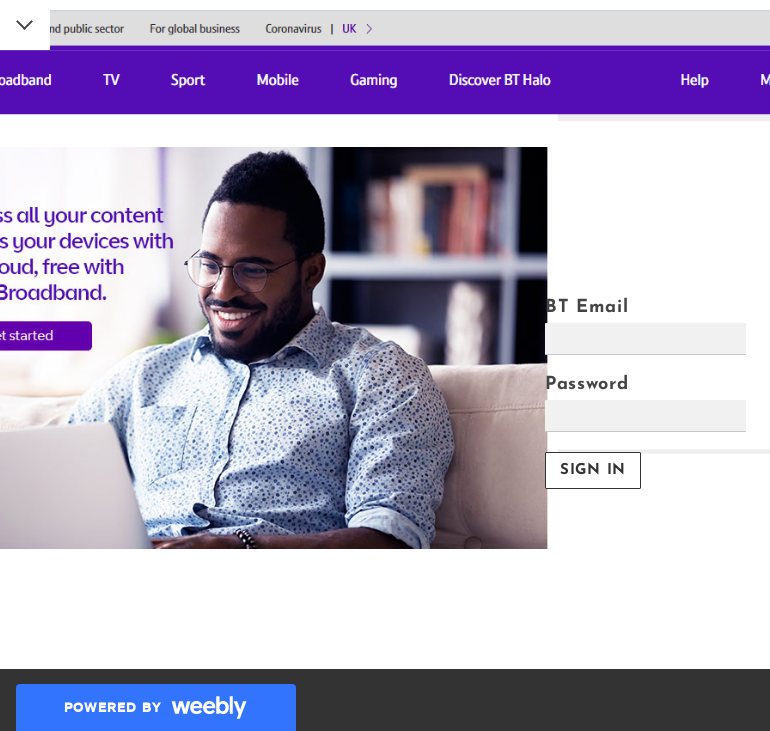 nd public sector For global business Coronavirus | UK >
oadband TV Sport Mobile Gaming Discover BT Halo Help M
ss all your content
s your devices with
oud, free with
Broadband.
et started
BT Email
Password
SIGN IN
POWERED BY weebly